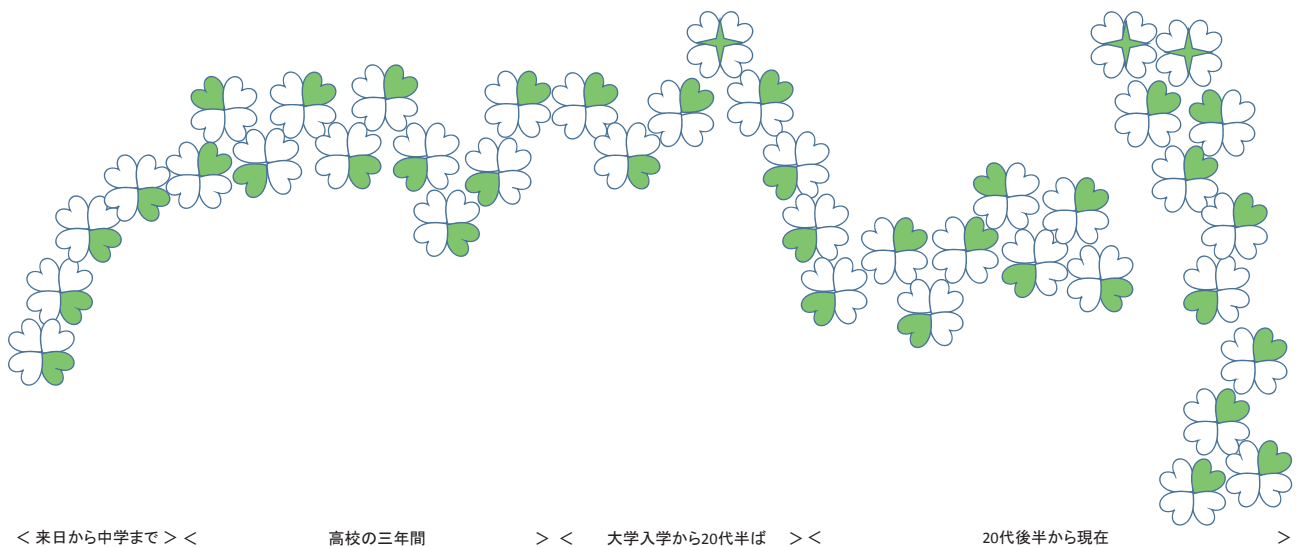 < 来日から中学まで > < 高校の三年間 > < 大学入学から20代半ば > < 20代後半から現在 >